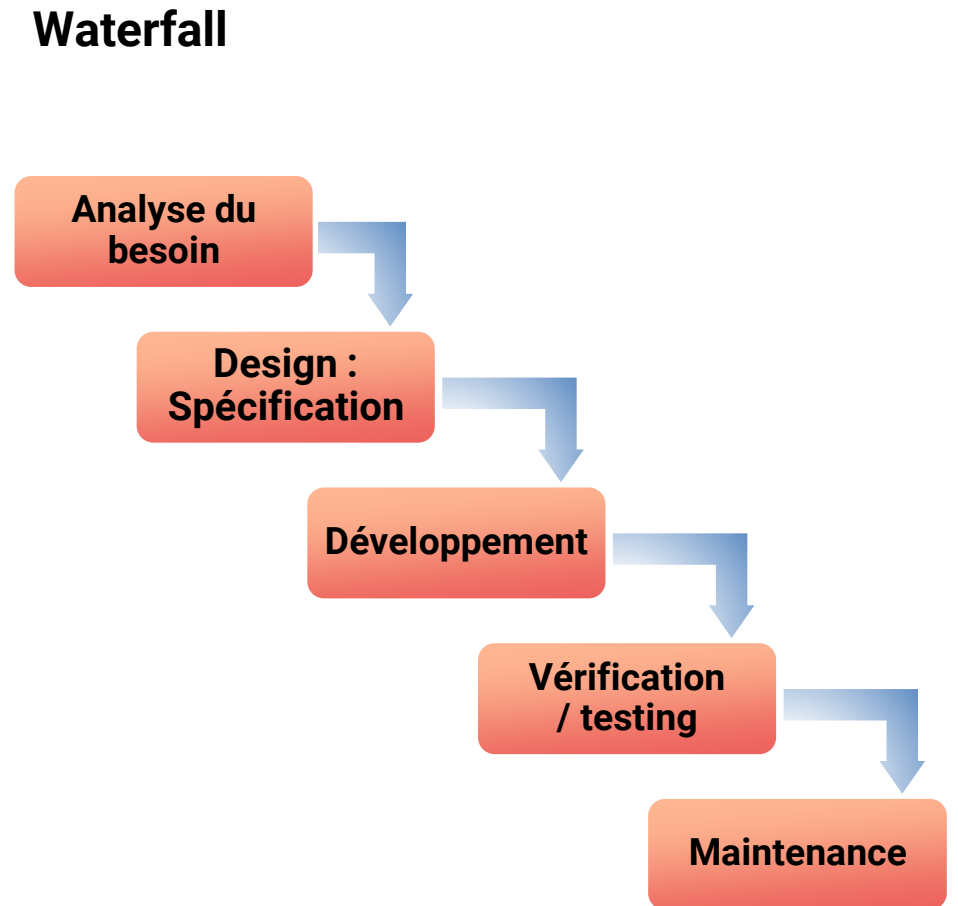 Waterfall
Analyse du
besoin
Design :
Spécification
Développement
Vérification
/ testing
Maintenance